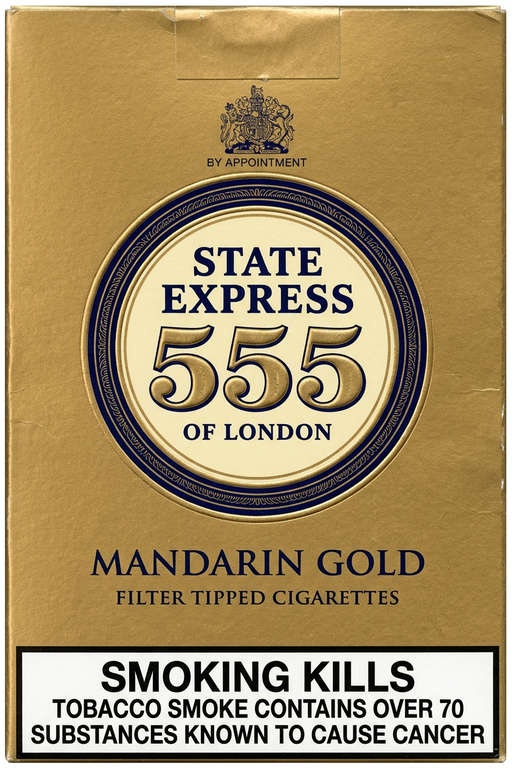 BY APPOINTMENT
STATE
EXPRESS
555
OF LONDON
MANDARIN GOLD
FILTER TIPPED CIGARETTES
SMOKING KILLS
TOBACCO SMOKE CONTAINS OVER 70
SUBSTANCES KNOWN TO CAUSE CANCER